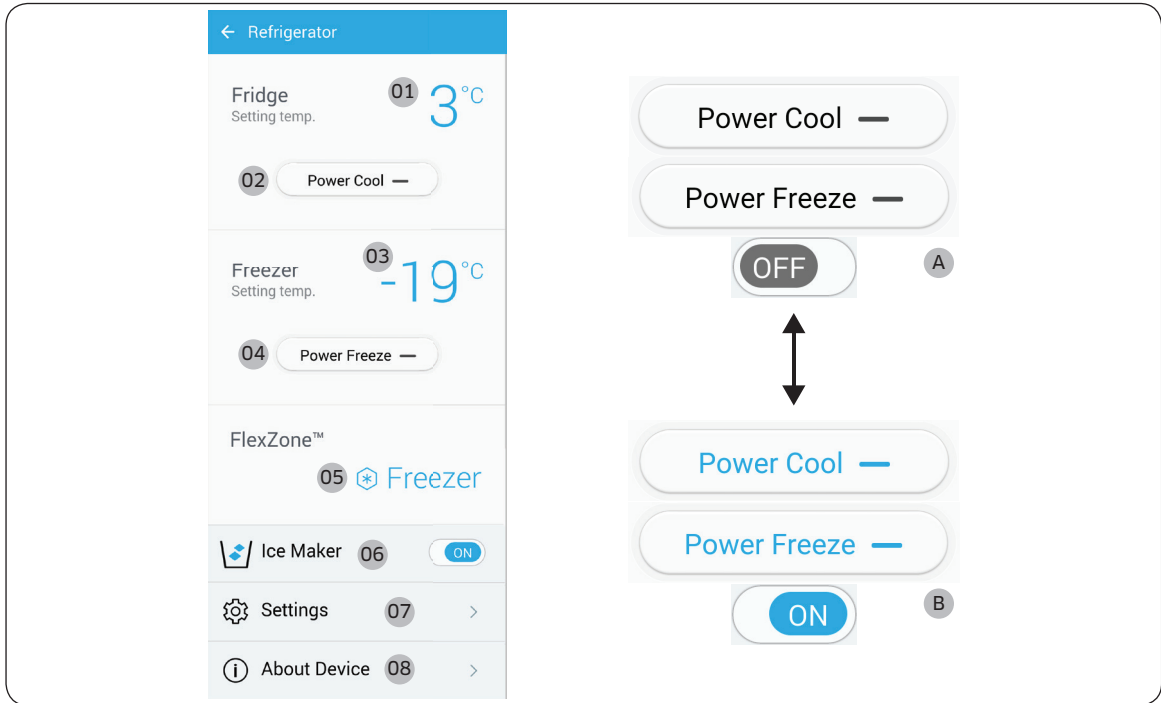 ← Refrigerator
Fridge 01 3°C
Setting temp.
02 Power Cool
Freezer 03 -19°C
Setting temp.
04 Power Freeze
FlexZone™
05 Freezer
Ice Maker 06 ON
Settings 07 >
About Device 08 >
Power Cool
Power Freeze
OFF A
Power Cool
Power Freeze
ON B